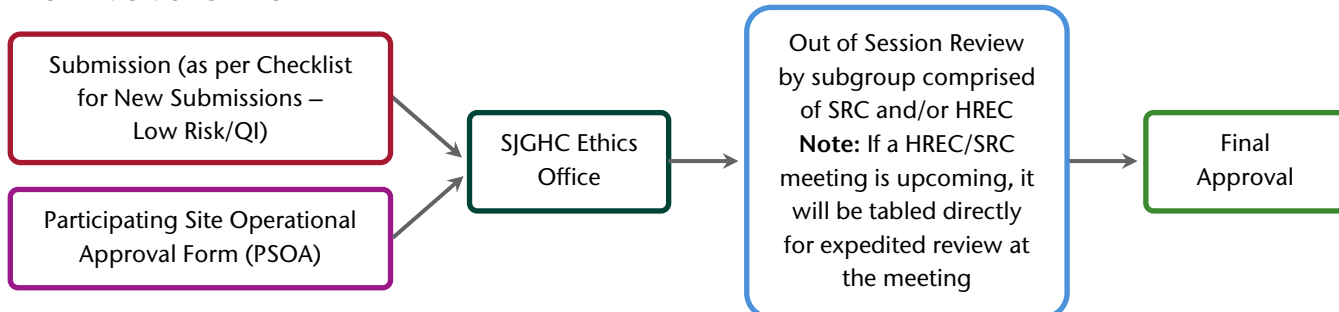 Submission (as per Checklist
for New Submissions –
Low Risk/QI)
Participating Site Operational
Approval Form (PSOA)
SJGHC Ethics
Office
Out of Session Review
by subgroup comprised
of SRC and/or HREC
Note: If a HREC/SRC
meeting is upcoming, it
will be tabled directly
for expedited review at
the meeting
Final
Approval